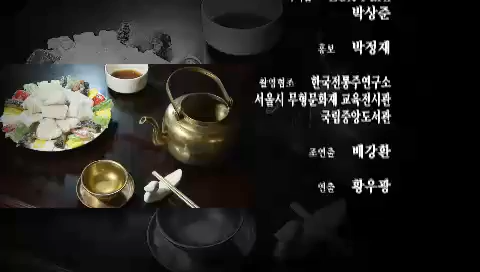 박상준
홍보 박정재
촬영협조 한국전통주연구소
서울시 무형문화재 교육전시관
국립중앙도서관
조연출 배강환
연출 황우광